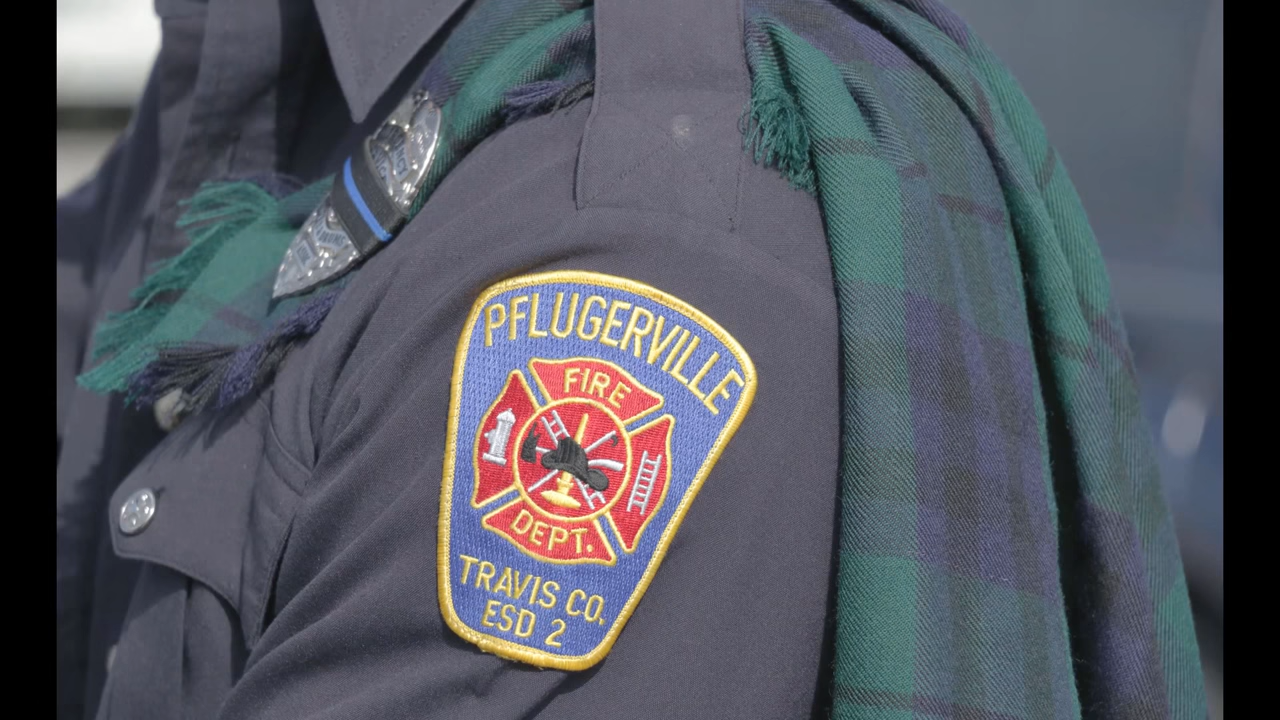 PFLUGERVILLE
FIRE
DEPT.
TRAVIS CO.
ESD 2